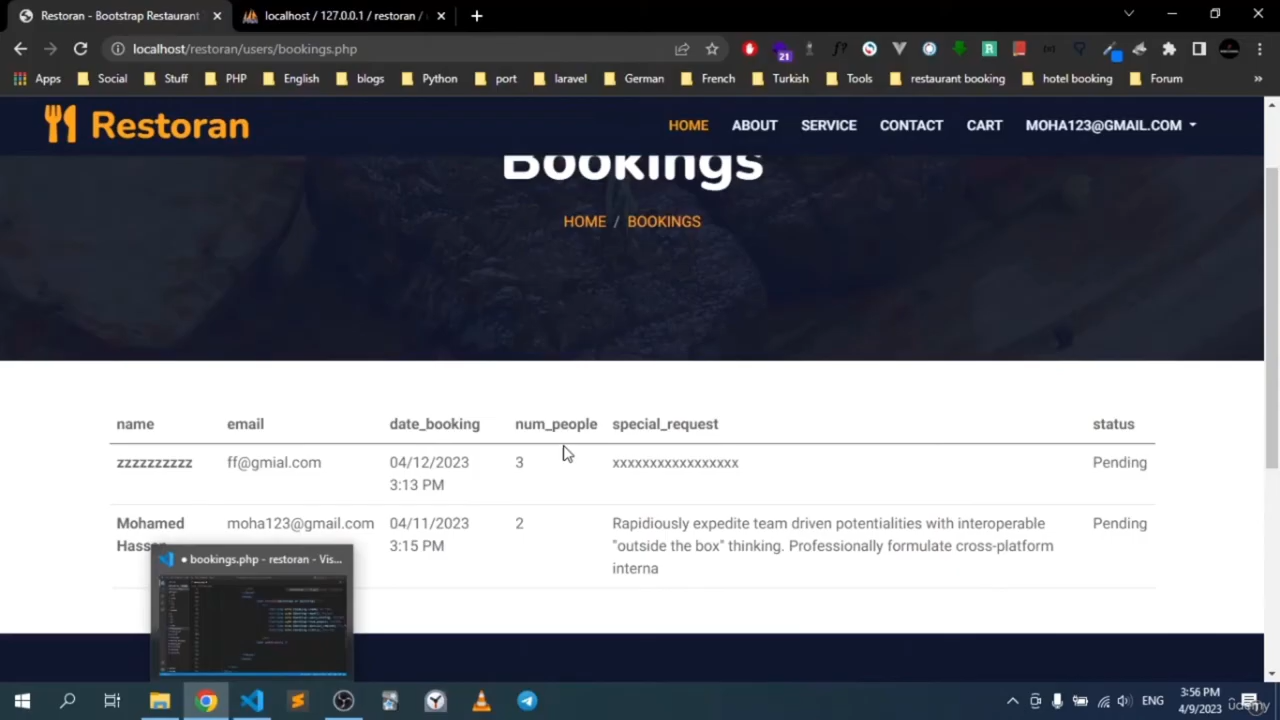 Restoran - Bootstrap Restaurant
localhost / 127.0.0.1 / restoran /
localhost/restoran/users/bookings.php
21
Apps Social Stuff PHP English blogs Python port laravel German French Turkish Tools restaurant booking hotel booking Forum »
Restoran
HOME ABOUT SERVICE CONTACT CART MOHA123@GMAIL.COM
Bookings
HOME / BOOKINGS
name email date_booking num_people special_request status
zzzzzzzzzz ff@gmial.com 04/12/2023 3 xxxxxxxxxxxxxxxxx Pending
3:13 PM
Mohamed moha123@gmail.com 04/11/2023 2 Rapidiously expedite team driven potentialities with interoperable Pending
3:15 PM "outside the box" thinking. Professionally formulate cross-platform
interna
bookings.php - restoran - Vis...
ENG
3:56 PM
4/9/2023
udemy